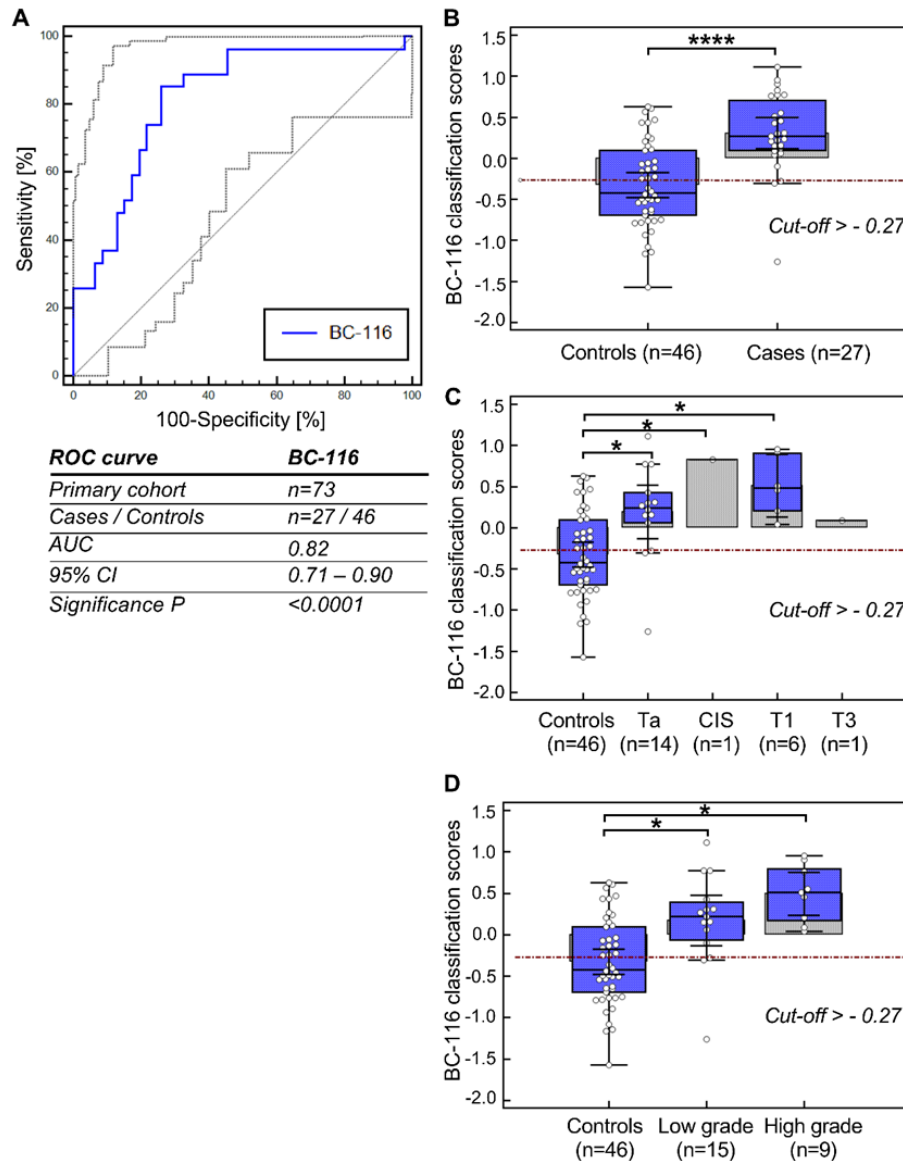 A
Sensitivity [%]
100
80
60
40
20
0
0 20 40 60 80 100
BC-116
100-Specificity [%]
ROC curve BC-116
Primary cohort n=73
Cases / Controls n=27 / 46
AUC 0.82
95% CI 0.71 – 0.90
Significance P <0.0001
B
BC-116 classification scores
1.5
1.0
0.5
0.0
-0.5
-1.0
-1.5
-2.0
****
Cut-off > - 0.27
Controls (n=46) Cases (n=27)
C
BC-116 classification scores
1.5
1.0
0.5
0.0
-0.5
-1.0
-1.5
-2.0
*
*
*
Cut-off > - 0.27
Controls Ta CIS T1 T3
(n=46) (n=14) (n=1) (n=6) (n=1)
D
BC-116 classification scores
1.5
1.0
0.5
0.0
-0.5
-1.0
-1.5
-2.0
*
*
Cut-off > - 0.27
Controls Low grade High grade
(n=46) (n=15) (n=9)